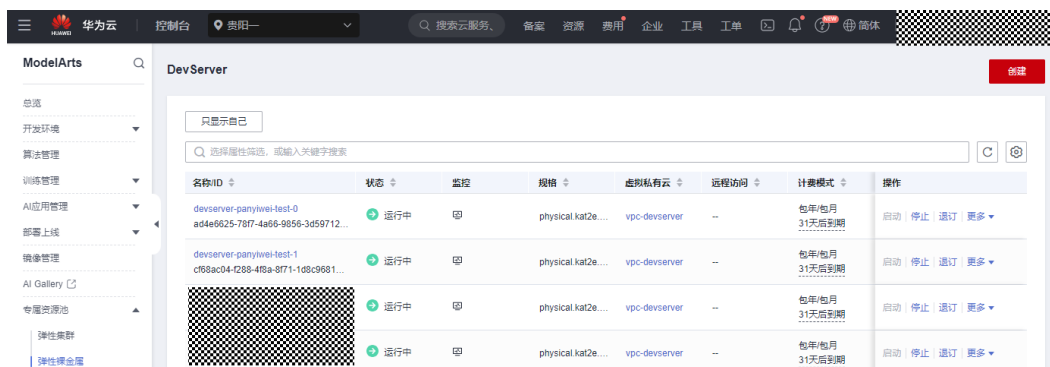 HUAWEI 华为云 控制台 贵阳一 搜索云服务、 备案 资源 费用 企业 工具 工单 NEW 简体
ModelArts
DevServer
创建
总览
开发环境
算法管理
训练管理
AI应用管理
部署上线
镜像管理
AI Gallery
专属资源池
弹性集群
弹性裸金属
只显示自己
选择属性筛选，或输入关键字搜索
名称/ID 状态 监控 规格 虚拟私有云 远程访问 计费模式 操作
devserver-panyiwei-test-0
ad4e6625-78f7-4a66-9856-3d59712...
运行中 physical.kat2e.... vpc-devserver --
包年/包月
31天后到期
启动 停止 退订 更多
devserver-panyiwei-test-1
cf68ac04-f288-4f8a-8f71-1d8c9681...
运行中 physical.kat2e.... vpc-devserver --
包年/包月
31天后到期
启动 停止 退订 更多
运行中 physical.kat2e.... vpc-devserver --
包年/包月
31天后到期
启动 停止 退订 更多
运行中 physical.kat2e.... vpc-devserver --
包年/包月
31天后到期
启动 停止 退订 更多